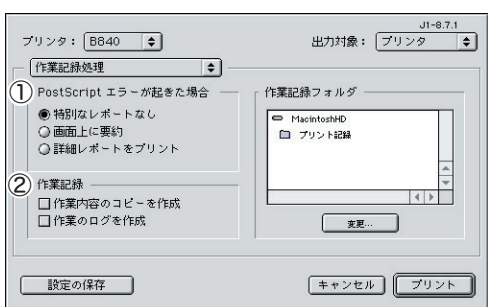 J1-8.7.1
プリンタ： B840 出力対象： プリンタ
作業記録処理
① PostScript エラーが起きた場合
特別なレポートなし
画面上に要約
詳細レポートをプリント
② 作業記録
作業内容のコピーを作成
作業のログを作成
作業記録フォルダ
MacintoshHD
プリント記録
変更...
設定の保存 キャンセル プリント